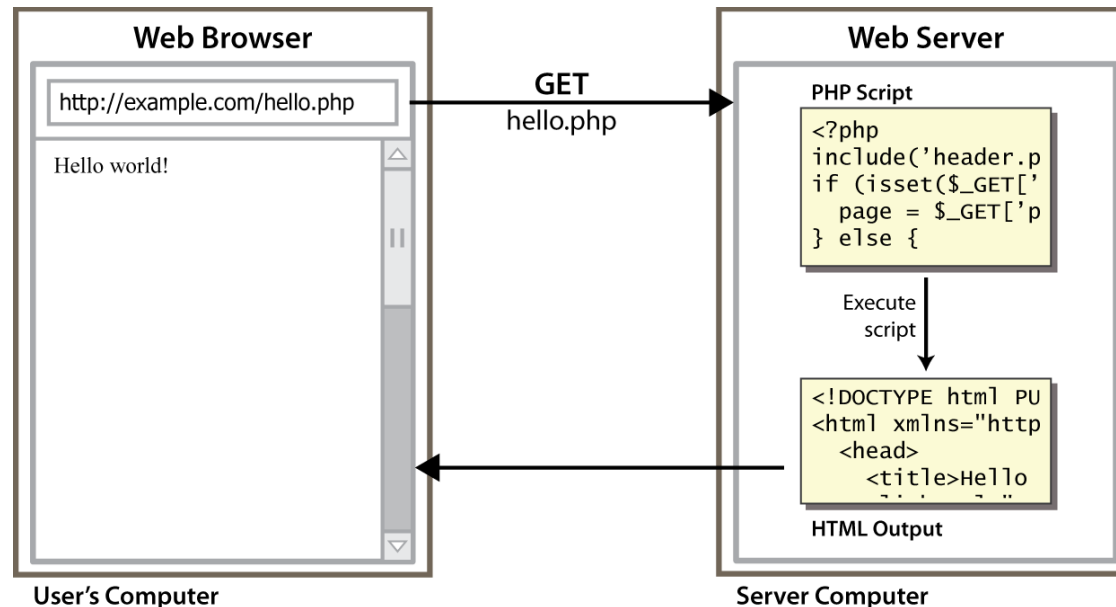 Web Browser
http://example.com/hello.php
Hello world!
User's Computer
GET
hello.php
Web Server
PHP Script
<?php
include('header.p
if (isset($_GET['
page = $_GET['p
} else {
Execute
script
<!DOCTYPE html PU
<html xmlns="http
<head>
<title>Hello
HTML Output
Server Computer